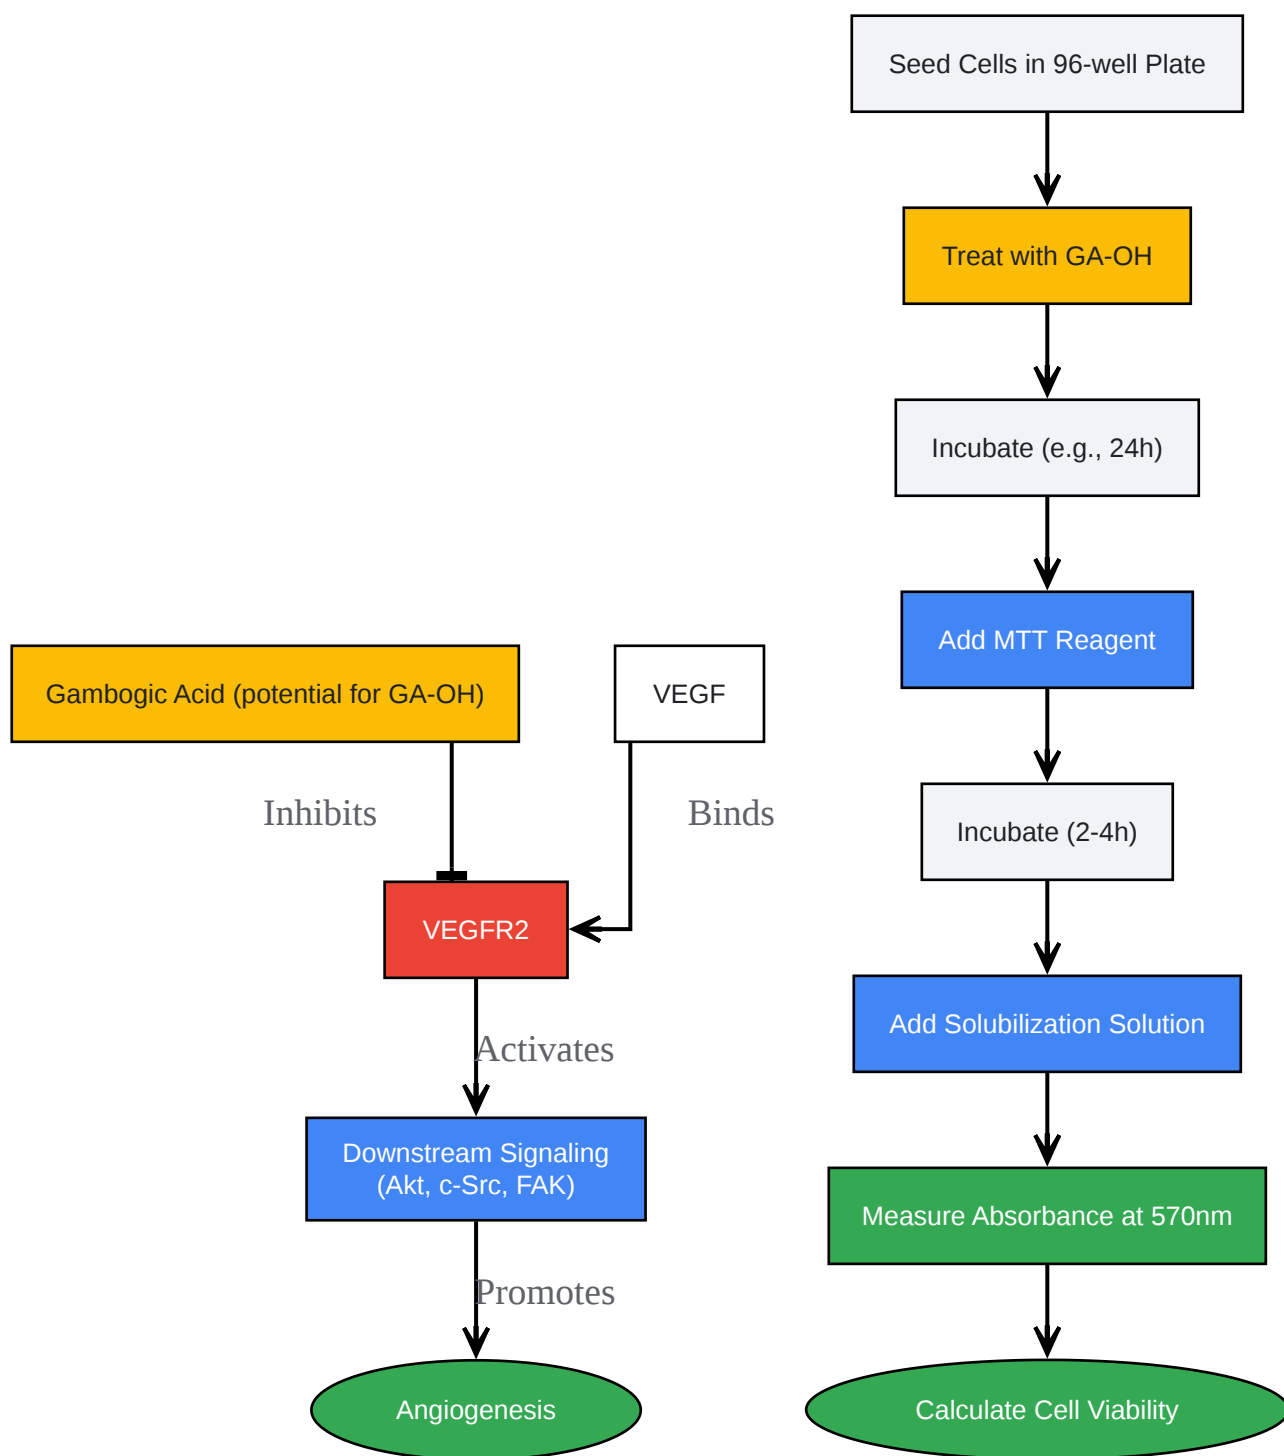 Gambogic Acid (potential for GA-OH)
VEGF
Inhibits
Binds
VEGFR2
Activates
Downstream Signaling
(Akt, c-Src, FAK)
Promotes
Angiogenesis
Seed Cells in 96-well Plate
Treat with GA-OH
Incubate (e.g., 24h)
Add MTT Reagent
Incubate (2-4h)
Add Solubilization Solution
Measure Absorbance at 570nm
Calculate Cell Viability